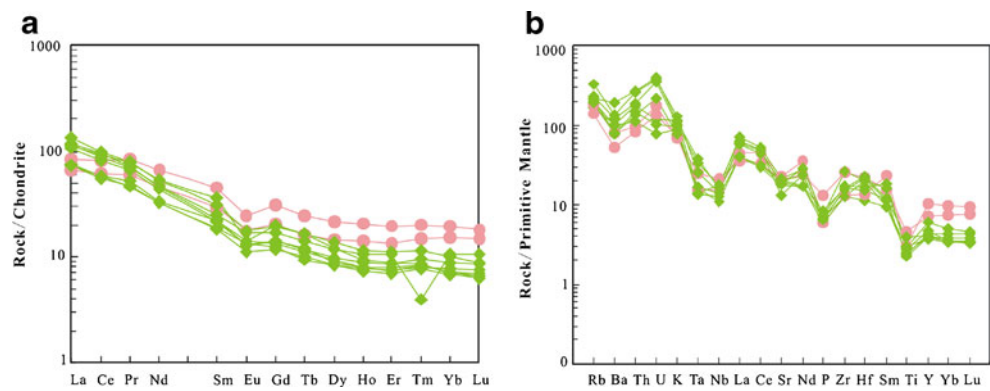 a
Rock/Chondrite
1000
100
10
1
La Ce Pr Nd Sm Eu Gd Tb Dy Ho Er Tm Yb Lu
b
Rock/Primitive Mantle
1000
100
10
1
0
Rb Ba Th U K Ta Nb La Ce Sr Nd P Zr Hf Sm Ti Y Yb Lu